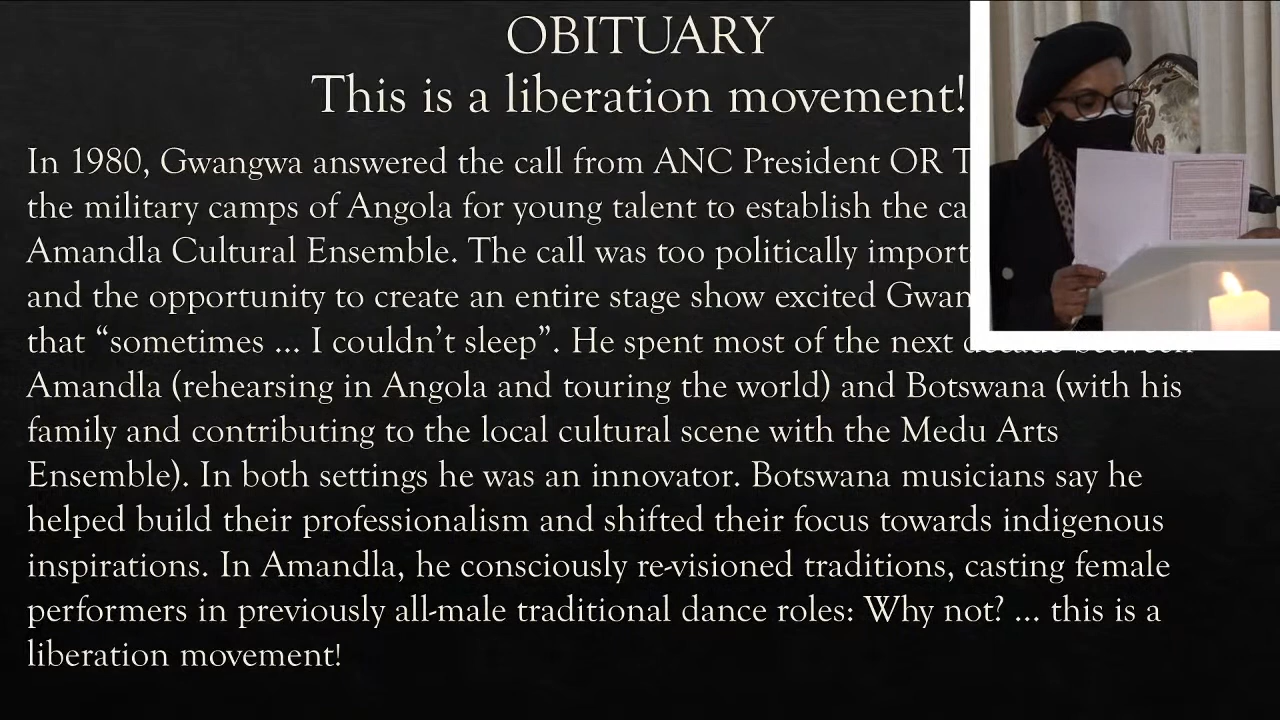 OBITUARY
This is a liberation movement!
In 1980, Gwangwa answered the call from ANC President OR
the military camps of Angola for young talent to establish the
Amandla Cultural Ensemble. The call was too politically
and the opportunity to create an entire stage show excited
that “sometimes ... I couldn’t sleep”. He spent most of the next decade between
Amandla (rehearsing in Angola and touring the world) and Botswana (with his
family and contributing to the local cultural scene with the Medu Arts
Ensemble). In both settings he was an innovator. Botswana musicians say he
helped build their professionalism and shifted their focus towards indigenous
inspirations. In Amandla, he consciously re-visioned traditions, casting female
performers in previously all-male traditional dance roles: Why not? ... this is a
liberation movement!